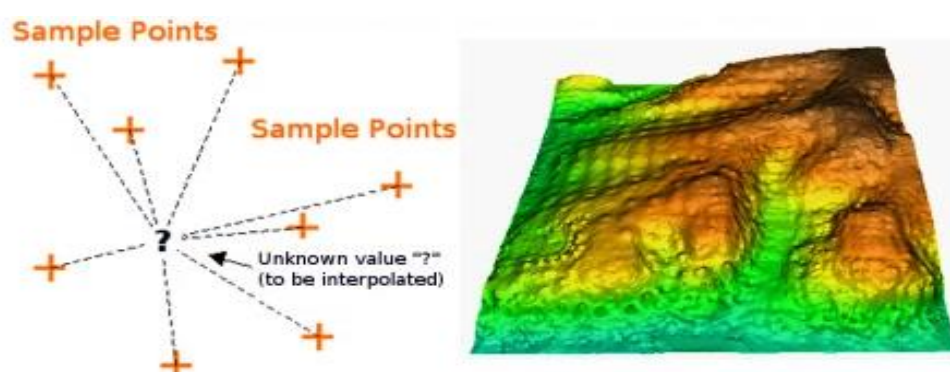 Sample Points
Sample Points
?
Unknown value "?"
(to be interpolated)